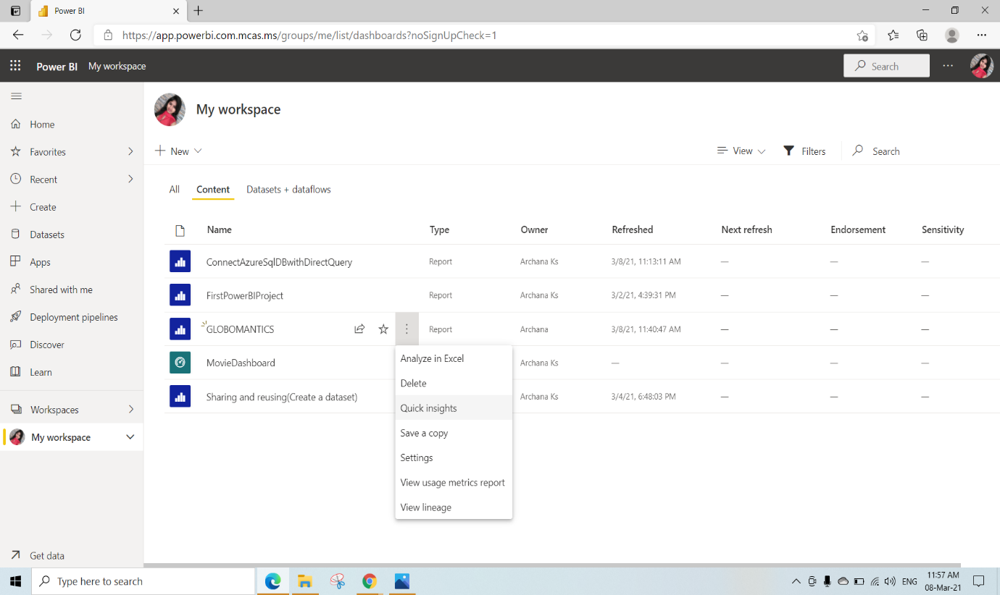 Power BI
https://app.powerbi.com.mcas.ms/groups/me/list/dashboards?noSignUpCheck=1
Power BI My workspace
Search
Home
Favorites
Recent
Create
Datasets
Apps
Shared with me
Deployment pipelines
Discover
Learn
Workspaces
My workspace
Get data
My workspace
New
View Filters Search
All Content Datasets + dataflows
Name Type Owner Refreshed Next refresh Endorsement Sensitivity
ConnectAzureSqlDBwithDirectQuery Report Archana Ks 3/8/21, 11:13:11 AM — — —
FirstPowerBIProject Report Archana Ks 3/2/21, 4:39:31 PM — — —
GLOBOMANTICS Report Archana 3/8/21, 11:40:47 AM — — —
MovieDashboard Archana Ks — — — —
Sharing and reusing(Create a dataset) Archana Ks 3/4/21, 6:48:03 PM — — —
Analyze in Excel
Delete
Quick insights
Save a copy
Settings
View usage metrics report
View lineage
Type here to search
ENG
11:57 AM
08-Mar-21